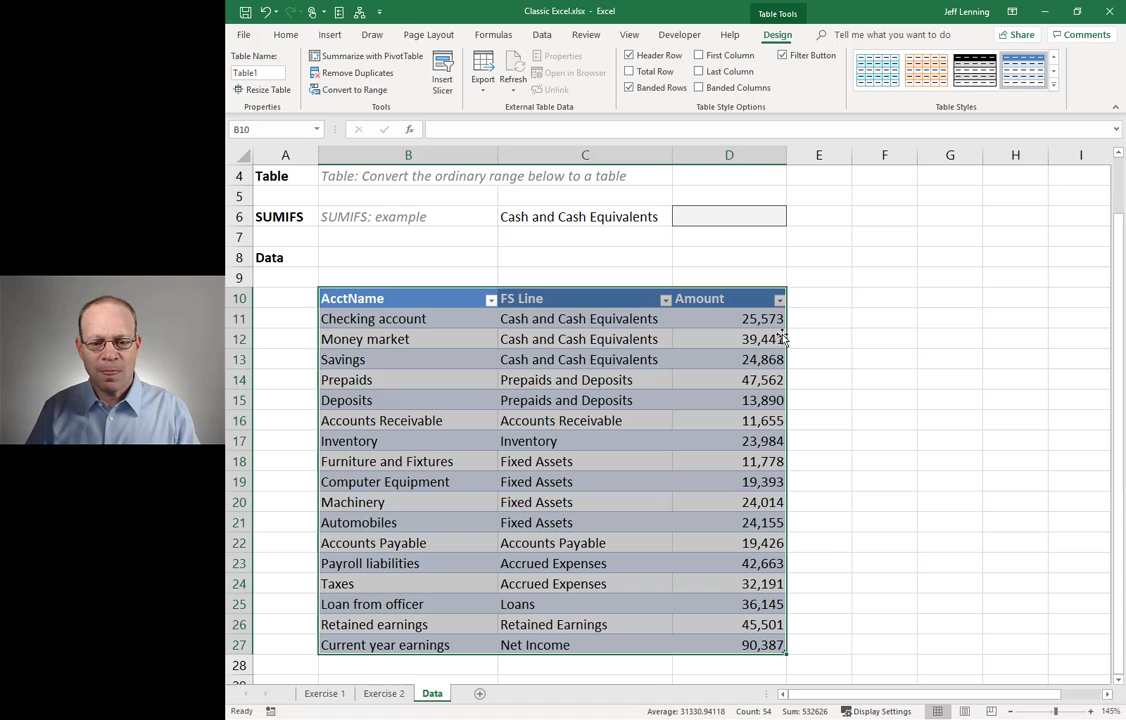 Classic Excel.xlsx - Excel
Table Tools
Jeff Lenning
File Home Insert Draw Page Layout Formulas Data Review View Developer Help Design Tell me what you want to do Share Comments
Table Name:
Table1
Resize Table
Properties
Summarize with PivotTable
Remove Duplicates
Convert to Range
Insert
Slicer
Tools
Export
Refresh
Properties
Open in Browser
Unlink
External Table Data
Header Row First Column Filter Button
Total Row Last Column
Banded Rows Banded Columns
Table Style Options
Table Styles
B10 fx
A B C D E F G H I
4 Table Table: Convert the ordinary range below to a table
5
6 SUMIFS SUMIFS: example Cash and Cash Equivalents
7
8 Data
9
10 AcctName FS Line Amount
11 Checking account Cash and Cash Equivalents 25,573
12 Money market Cash and Cash Equivalents
13 Savings Cash and Cash Equivalents 24,868
14 Prepaids Prepaids and Deposits 47,562
15 Deposits Prepaids and Deposits 13,890
16 Accounts Receivable Accounts Receivable 11,655
17 Inventory Inventory 23,984
18 Furniture and Fixtures Fixed Assets 11,778
19 Computer Equipment Fixed Assets 19,393
20 Machinery Fixed Assets 24,014
21 Automobiles Fixed Assets 24,155
22 Accounts Payable Accounts Payable 19,426
23 Payroll liabilities Accrued Expenses 42,663
24 Taxes Accrued Expenses 32,191
25 Loan from officer Loans 36,145
26 Retained earnings Retained Earnings 45,501
27 Current year earnings Net Income 90,387
28
Exercise 1 Exercise 2 Data
Ready Average: 31330.94118 Count: 54 Sum: 532626 Display Settings 145%